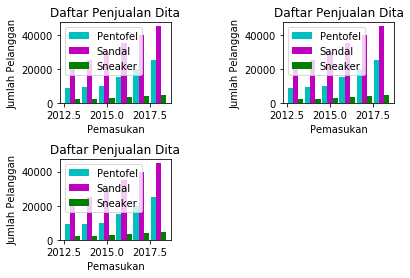 Daftar Penjualan Dita
Jumlah Pelanggan
40000
20000
0
Pentofel
Sandal
Sneaker
2012.5
2015.0
2017.5
Pemasukan
Daftar Penjualan Dita
Jumlah Pelanggan
40000
20000
0
Pentofel
Sandal
Sneaker
2012.5
2015.0
2017.5
Pemasukan
Daftar Penjualan Dita
Jumlah Pelanggan
40000
20000
0
Pentofel
Sandal
Sneaker
2012.5
2015.0
2017.5
Pemasukan